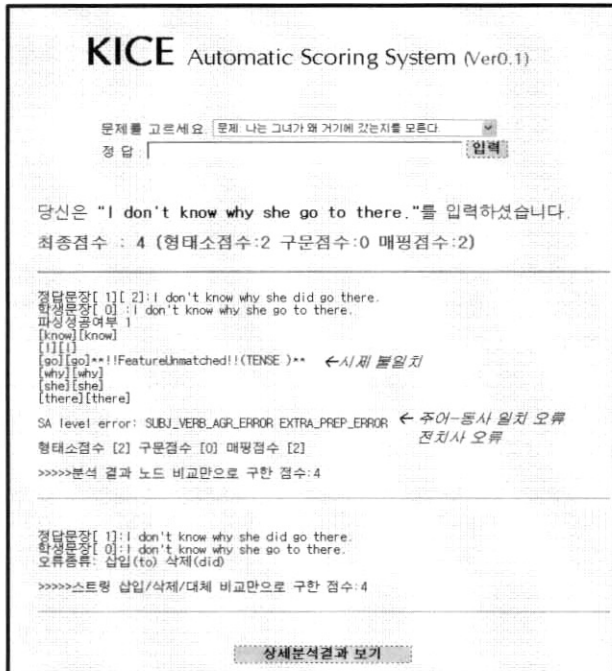 KICE Automatic Scoring System (Ver0.1)
문제를 고르세요. 문제: 나는 그녀가 왜 거기에 갔는지를 모른다
정 답 : 입력
당신은 "I don't know why she go to there."를 입력하셨습니다.
최종점수 : 4 (형태소점수:2 구문점수:0 매핑점수:2)
정답문장[ 1][ 2]:I don't know why she did go there.
학생문장[ 0] :I don't know why she go to there.
파싱성공여부 1
[know][know]
[I][I]
[go][go]**!!FeatureUnmatched!!(TENSE )** ←시제 불일치
[why][why]
[she][she]
[there][there]
SA level error: SUBJ_VERB_AGR_ERROR EXTRA_PREP_ERROR ← 주어-동사 일치 오류
전치사 오류
형태소점수 [2] 구문점수 [0] 매핑점수 [2]
>>>>>분석 결과 노드 비교만으로 구한 점수:4
정답문장[ 1]:I don't know why she did go there.
학생문장[ 0]:I don't know why she go to there.
오류종류: 삽입(to) 삭제(did)
>>>>>스트링 삽입/삭제/대체 비교만으로 구한 점수:4
상세분석결과 보기